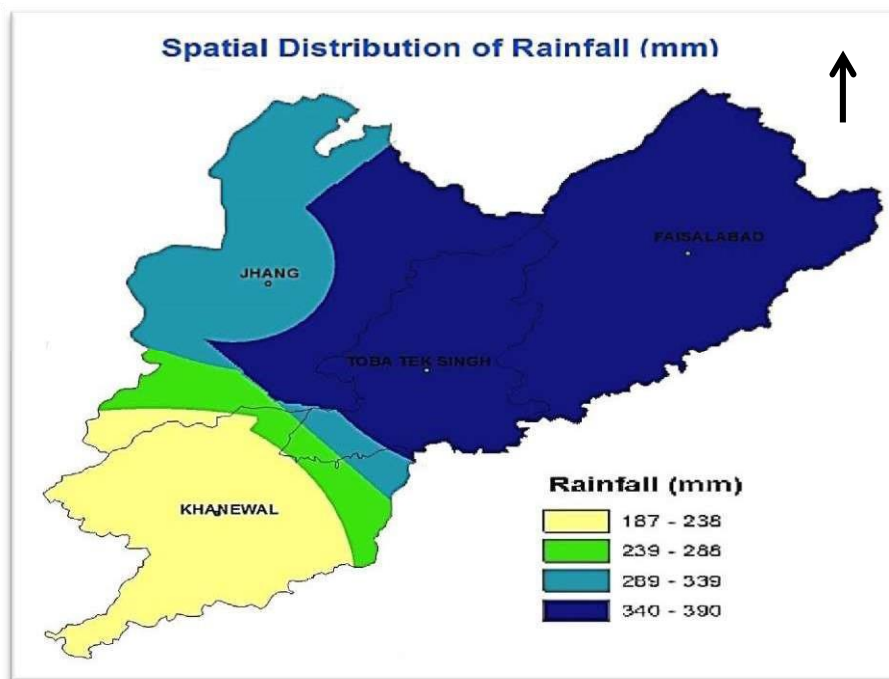 Spatial Distribution of Rainfall (mm)
FAISALABAD
JHANG
TOBA TEK SINGH
KHANEWAL
Rainfall (mm)
187 - 238
239 - 288
289 - 339
340 - 390